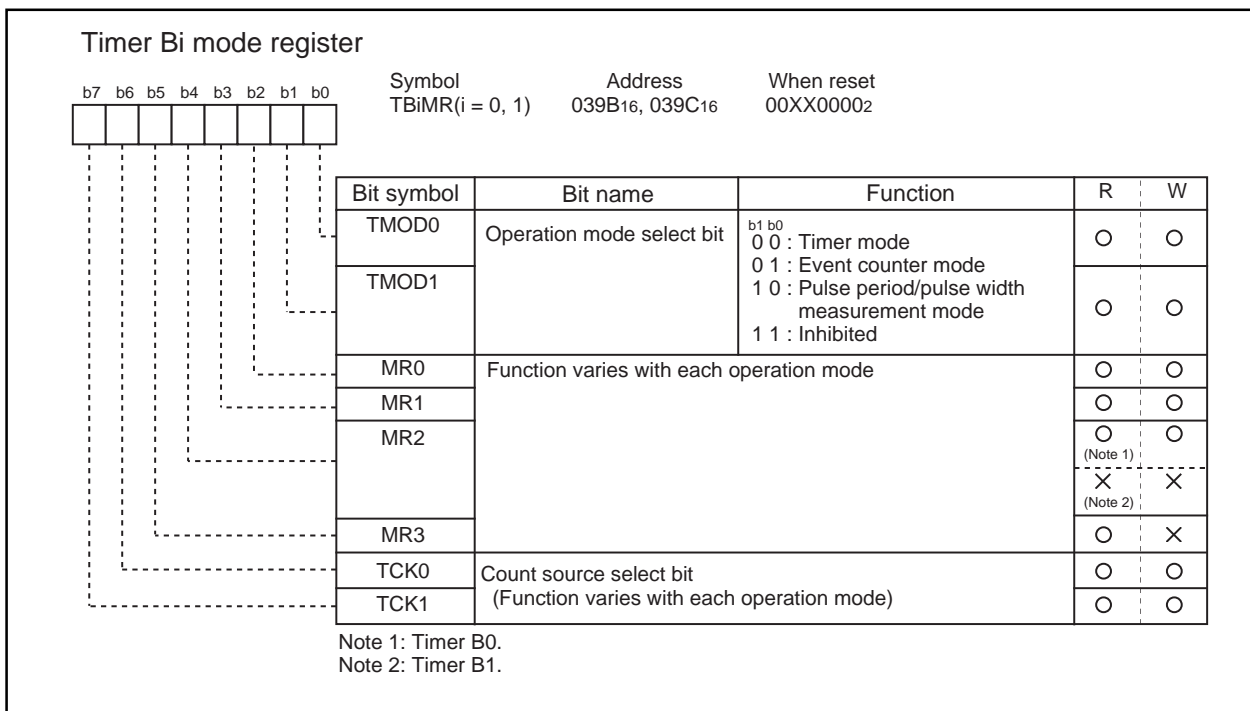 Timer Bi mode register
Symbol Address When reset
b7 b6 b5 b4 b3 b2 b1 b0
TBiMR(i = 0, 1) 039B16, 039C16 00XX00002
Bit symbol Bit name Function R W
TMOD0 Operation mode select bit b1 b0
0 0 : Timer mode
0 1 : Event counter mode
TMOD1 1 0 : Pulse period/pulse width
measurement mode
1 1 : Inhibited
MR0 Function varies with each operation mode
MR1
MR2
(Note 1)
(Note 2)
MR3
TCK0 Count source select bit
(Function varies with each operation mode)
TCK1
Note 1: Timer B0.
Note 2: Timer B1.